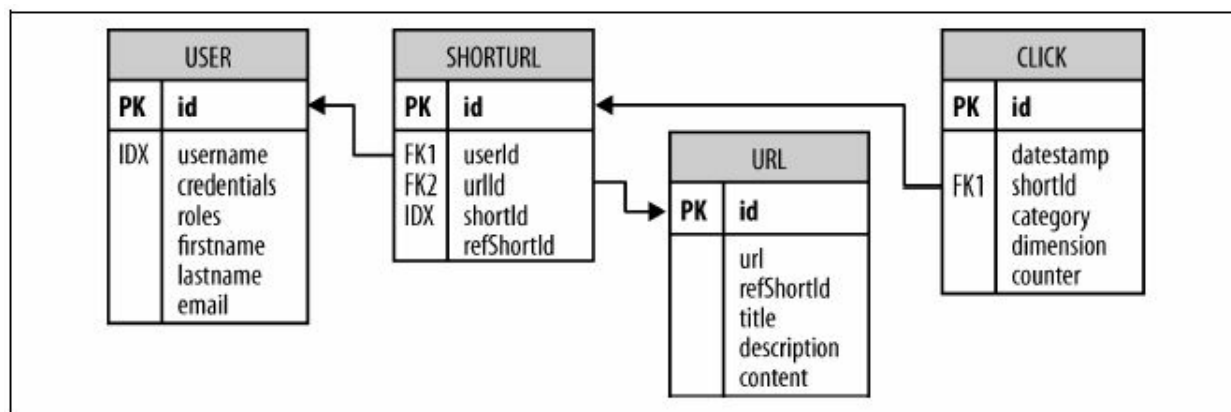 USER
PK id
IDX username
credentials
roles
firstname
lastname
email
SHORTURL
PK id
FK1 userId
FK2 urlId
IDX shortId
refShortId
URL
PK id
url
refShortId
title
description
content
CLICK
PK id
datestamp
FK1 shortId
category
dimension
counter